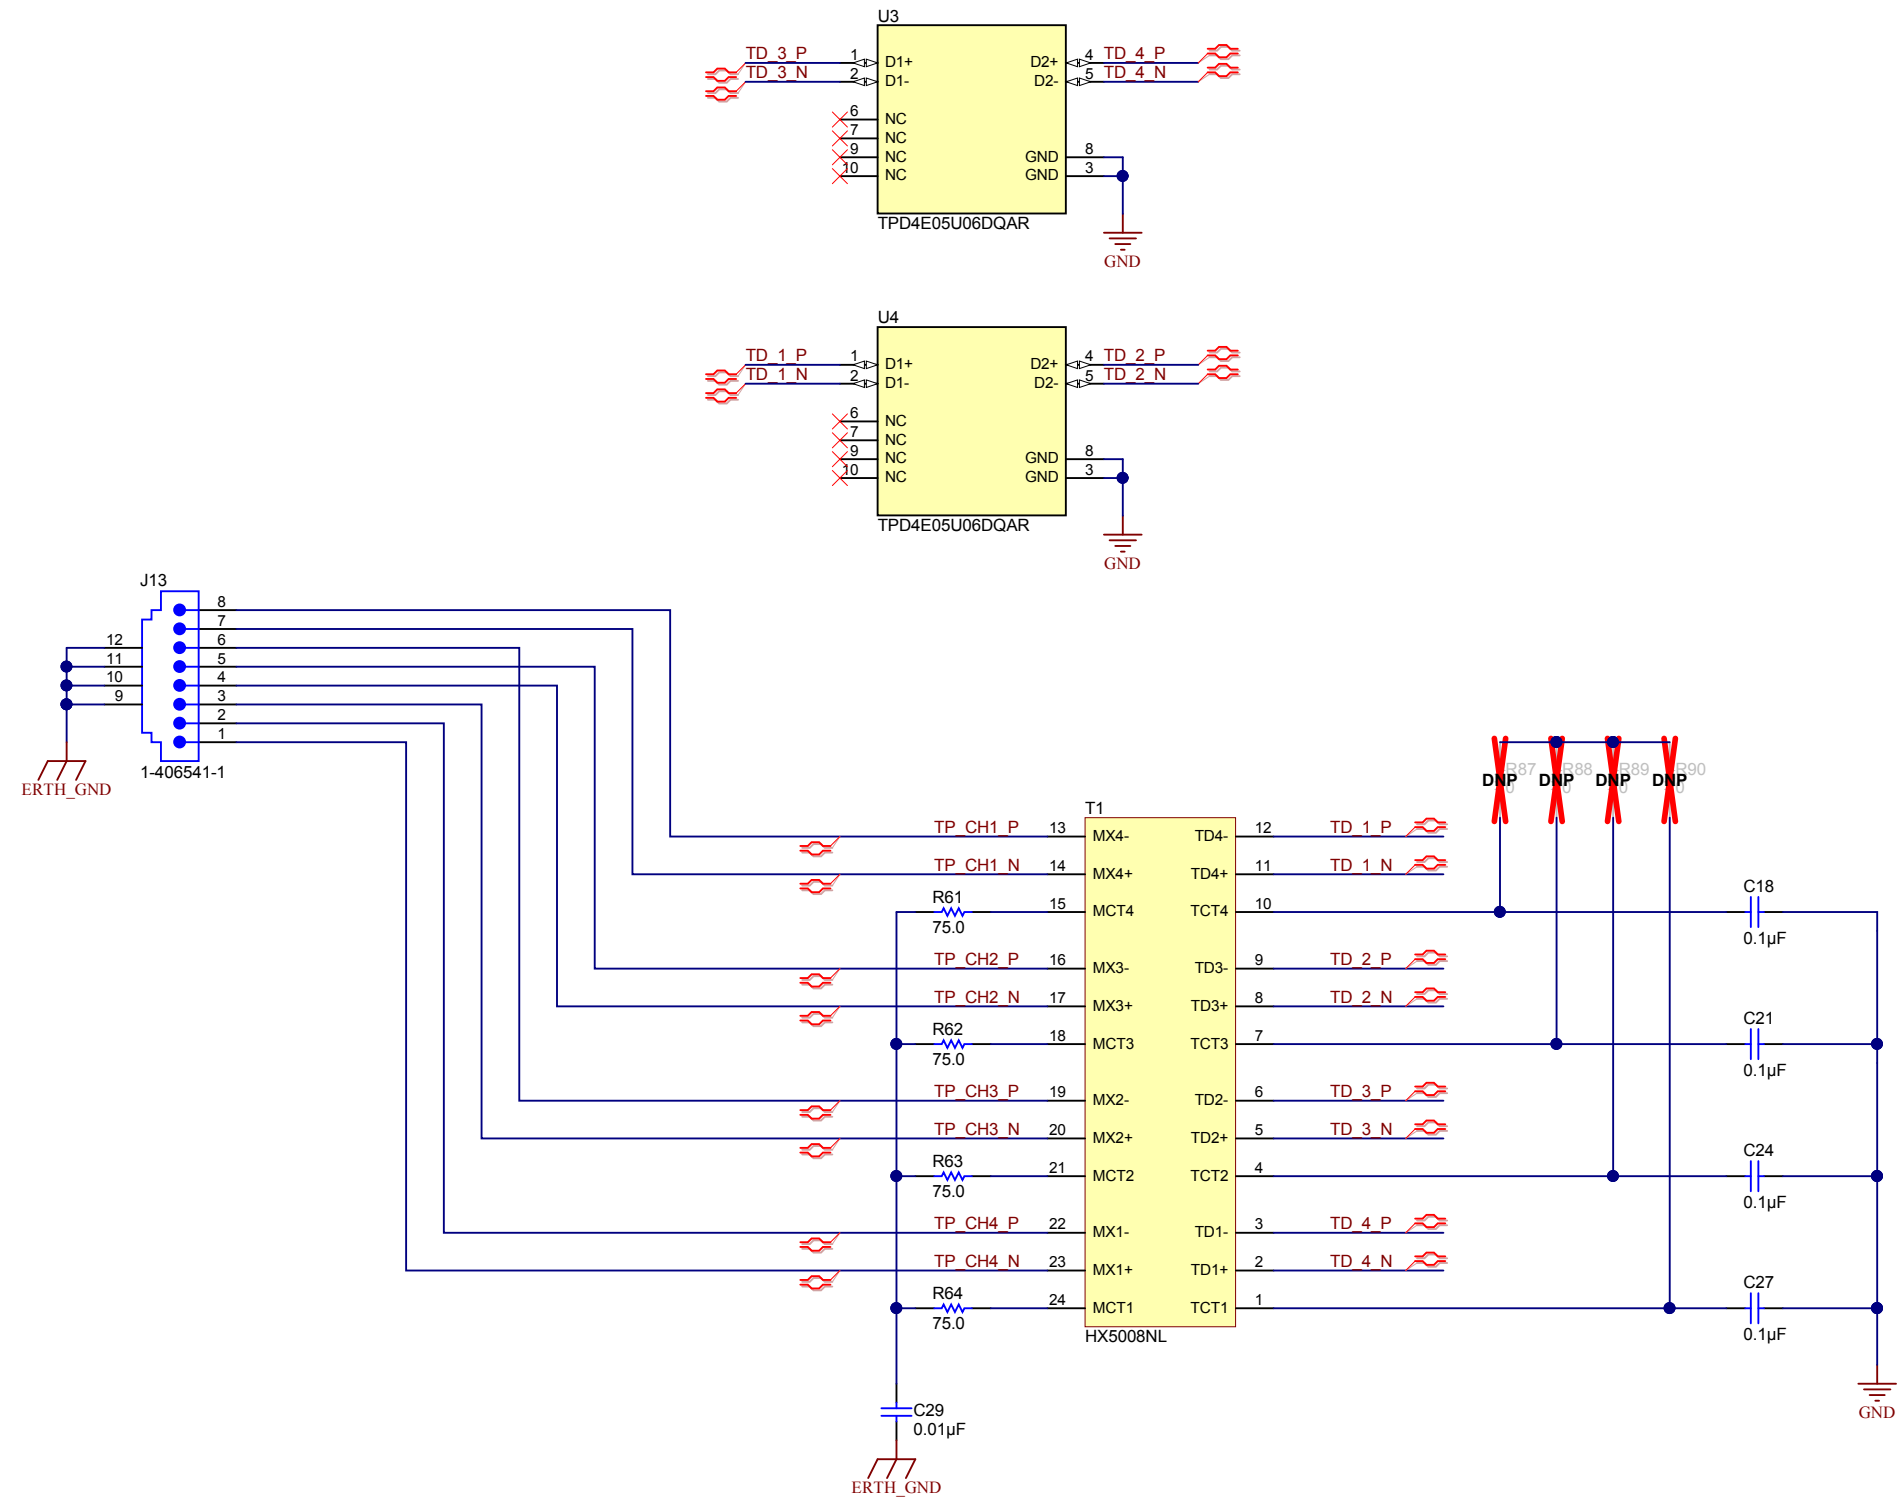 U3
TD_3_P 1 D1+ D2+ 4 TD_4_P
TD_3_N 2 D1- D2- 5 TD_4_N
6 NC
7 NC
9 NC GND 8
10 NC GND 3
TPD4E05U06DQAR
GND
U4
TD_1_P 1 D1+ D2+ 4 TD_2_P
TD_1_N 2 D1- D2- 5 TD_2_N
6 NC
7 NC
9 NC GND 8
10 NC GND 3
TPD4E05U06DQAR
GND
J13
8
7
12 6
11 5
10 4
9 3
2
1
1-406541-1
ERTH_GND
R87 R88 R89 R90
DNP DNP DNP DNP
0 0 0 0
T1
TP_CH1_P 13 MX4- TD4- 12 TD_1_P
TP_CH1_N 14 MX4+ TD4+ 11 TD_1_N
R61 15 MCT4 TCT4 10 C18
75.0 0.1µF
TP_CH2_P 16 MX3- TD3- 9 TD_2_P
TP_CH2_N 17 MX3+ TD3+ 8 TD_2_N
R62 18 MCT3 TCT3 7 C21
75.0 0.1µF
TP_CH3_P 19 MX2- TD2- 6 TD_3_P
TP_CH3_N 20 MX2+ TD2+ 5 TD_3_N
R63 21 MCT2 TCT2 4 C24
75.0 0.1µF
TP_CH4_P 22 MX1- TD1- 3 TD_4_P
TP_CH4_N 23 MX1+ TD1+ 2 TD_4_N
R64 24 MCT1 TCT1 1 C27
75.0 0.1µF
HX5008NL
C29
0.01µF
GND
ERTH_GND